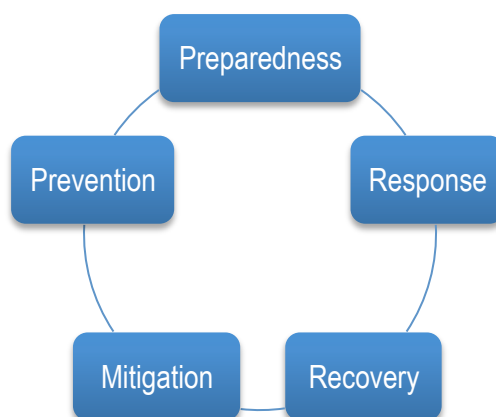 Preparedness
Prevention
Response
Mitigation
Recovery